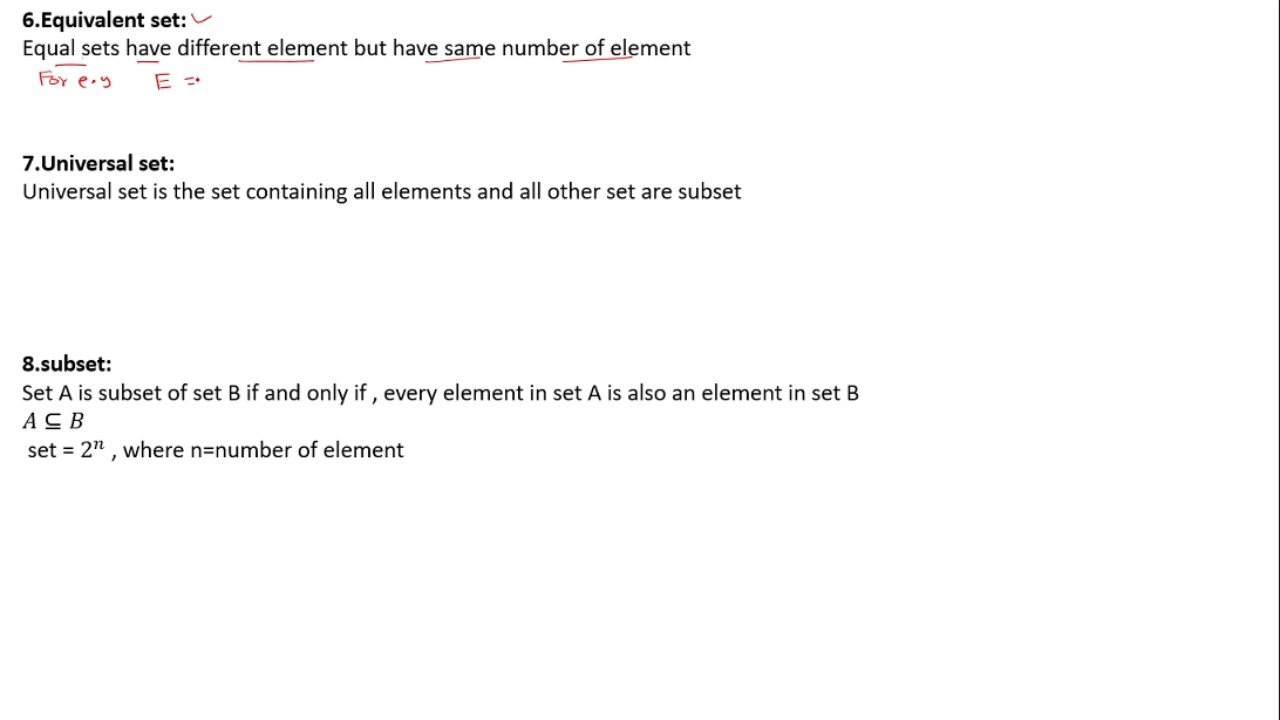 6.Equivalent set:
Equal sets have different element but have same number of element
For e.g E =
7.Universal set:
Universal set is the set containing all elements and all other set are subset
8.subset:
Set A is subset of set B if and only if , every element in set A is also an element in set B
A ⊆ B
set = 2ⁿ , where n=number of element